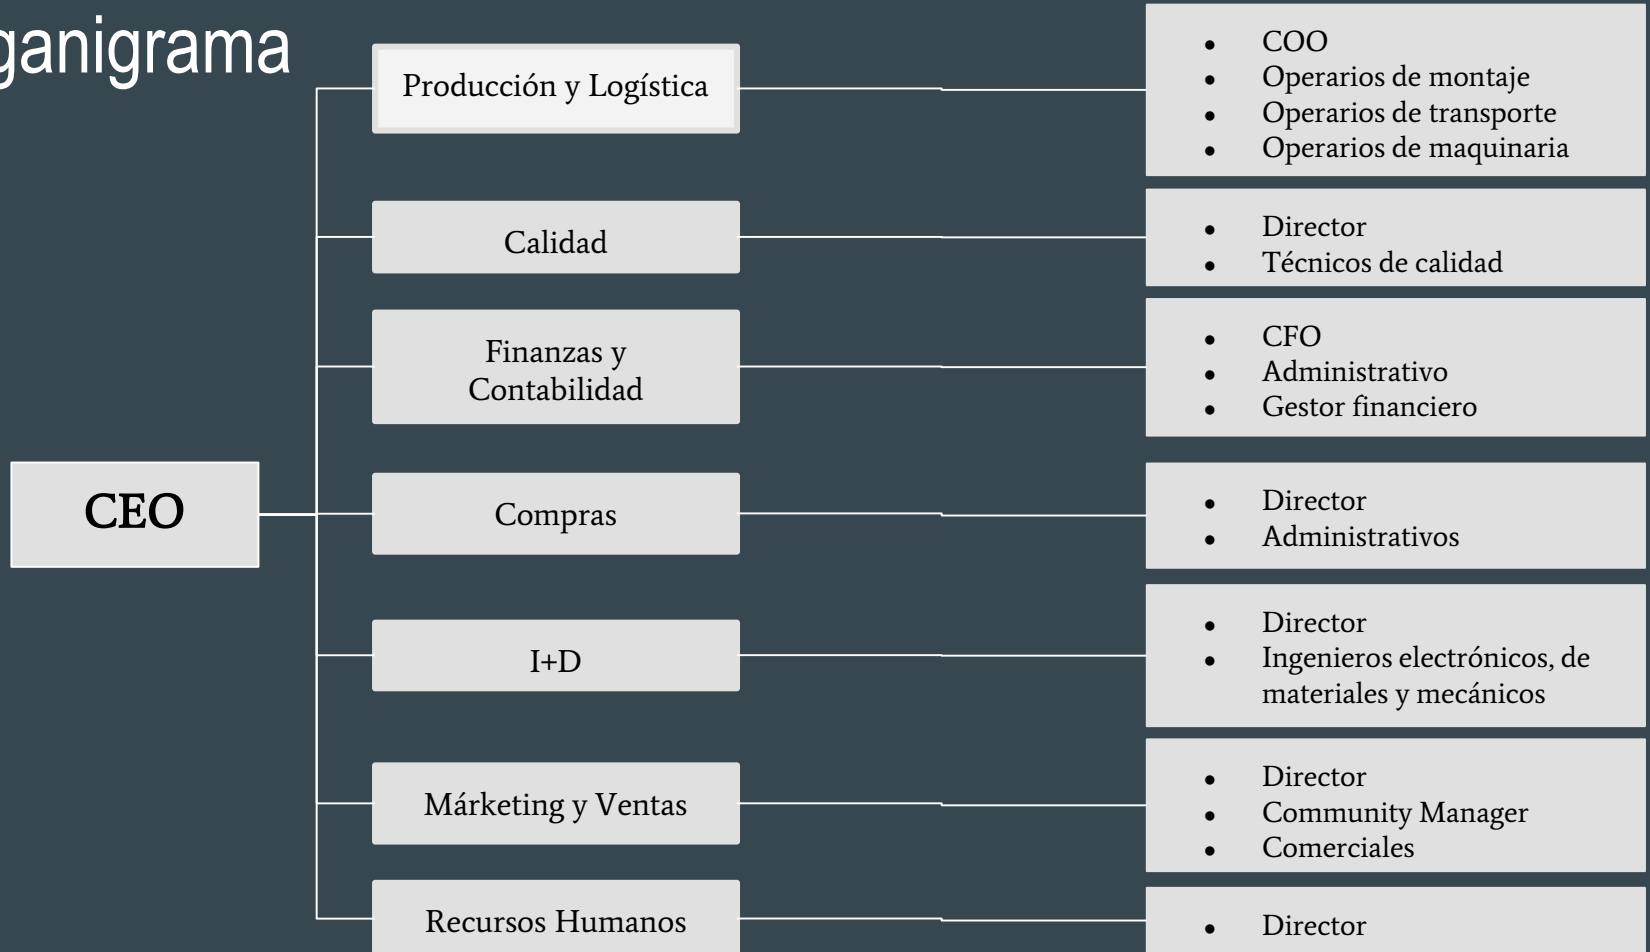 ganigrama
Producción y Logística
• COO
• Operarios de montaje
• Operarios de transporte
• Operarios de maquinaria
Calidad
• Director
• Técnicos de calidad
Finanzas y
Contabilidad
• CFO
• Administrativo
• Gestor financiero
CEO
Compras
• Director
• Administrativos
I+D
• Director
• Ingenieros electrónicos, de
materiales y mecánicos
Márketing y Ventas
• Director
• Community Manager
• Comerciales
Recursos Humanos
• Director